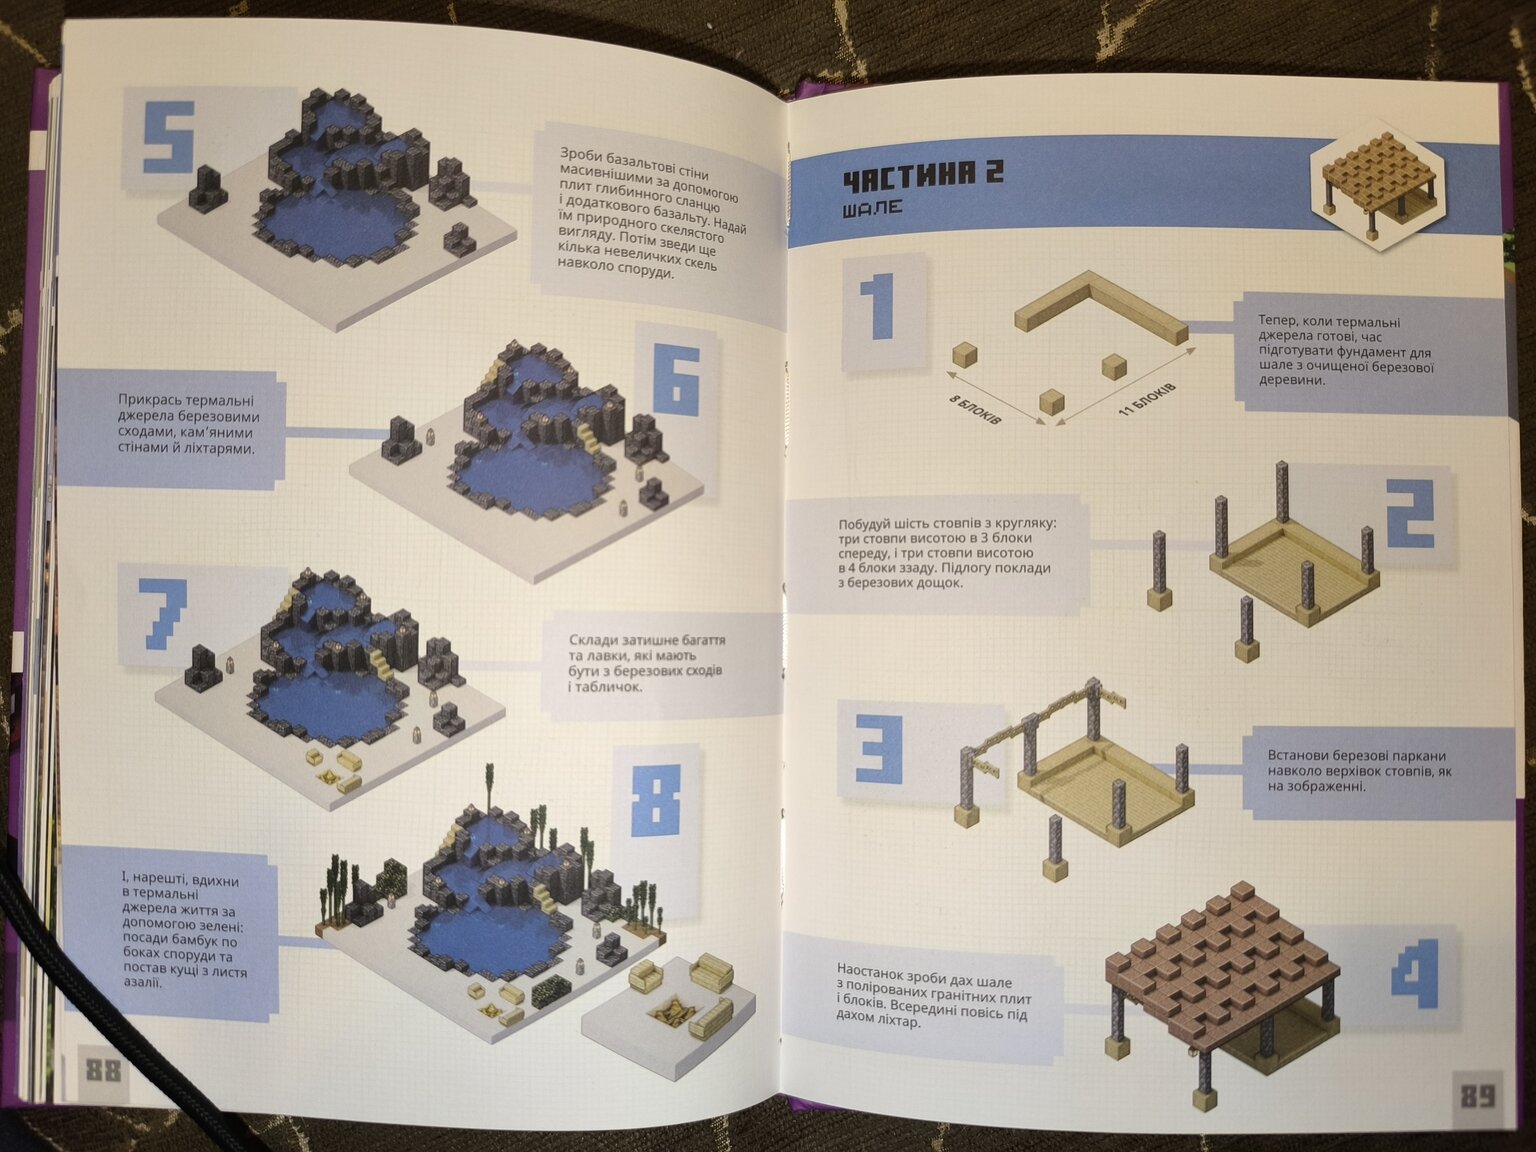 5
Зроби базальтові стіни
масивнішими за допомогою
плит глибинного сланцю
і додаткового базальту. Надай
їм природного скелястого
вигляду. Потім зведи ще
кілька невеличких скель
навколо споруди.
6
Прикрась термальні
джерела березовими
сходами, кам'яними
стінами й ліхтарями.
7
Склади затишне багаття
та лавки, які мають
бути з березових сходів
і табличок.
8
І, нарешті, вдихни
в термальні
джерела життя за
допомогою зелені:
посади бамбук по
боках споруди та
постав кущі з листя
азалії.
88
ЧАСТИНА 2
ШАЛЕ
1
8 БЛОКІВ
11 БЛОКІВ
Тепер, коли термальні
джерела готові, час
підготувати фундамент для
шале з очищеної березової
деревини.
2
Побудуй шість стовпів з кругляку:
три стовпи висотою в 3 блоки
спереду, і три стовпи висотою
в 4 блоки ззаду. Підлогу поклади
з березових дощок.
3
Встанови березові паркани
навколо верхівок стовпів, як
на зображенні.
4
Наостанок зроби дах шале
з полірованих гранітних плит
і блоків. Всередині повісь під
дахом ліхтар.
89